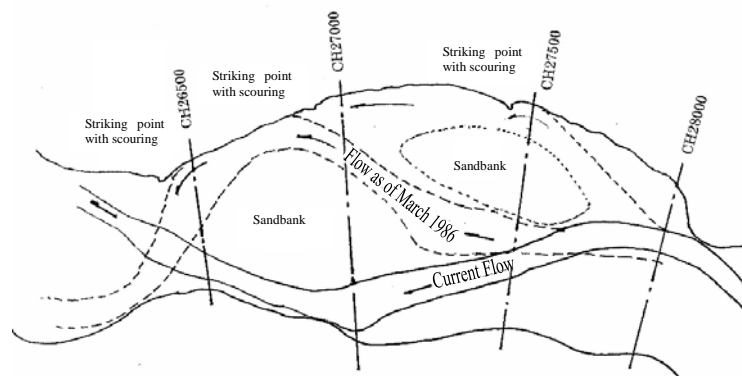 Striking point
with scouring
CH26500
Striking point
with scouring
CH27000
Striking point
with scouring
CH27500
CH28000
Sandbank
Sandbank
Flow as of March 1986
Current Flow